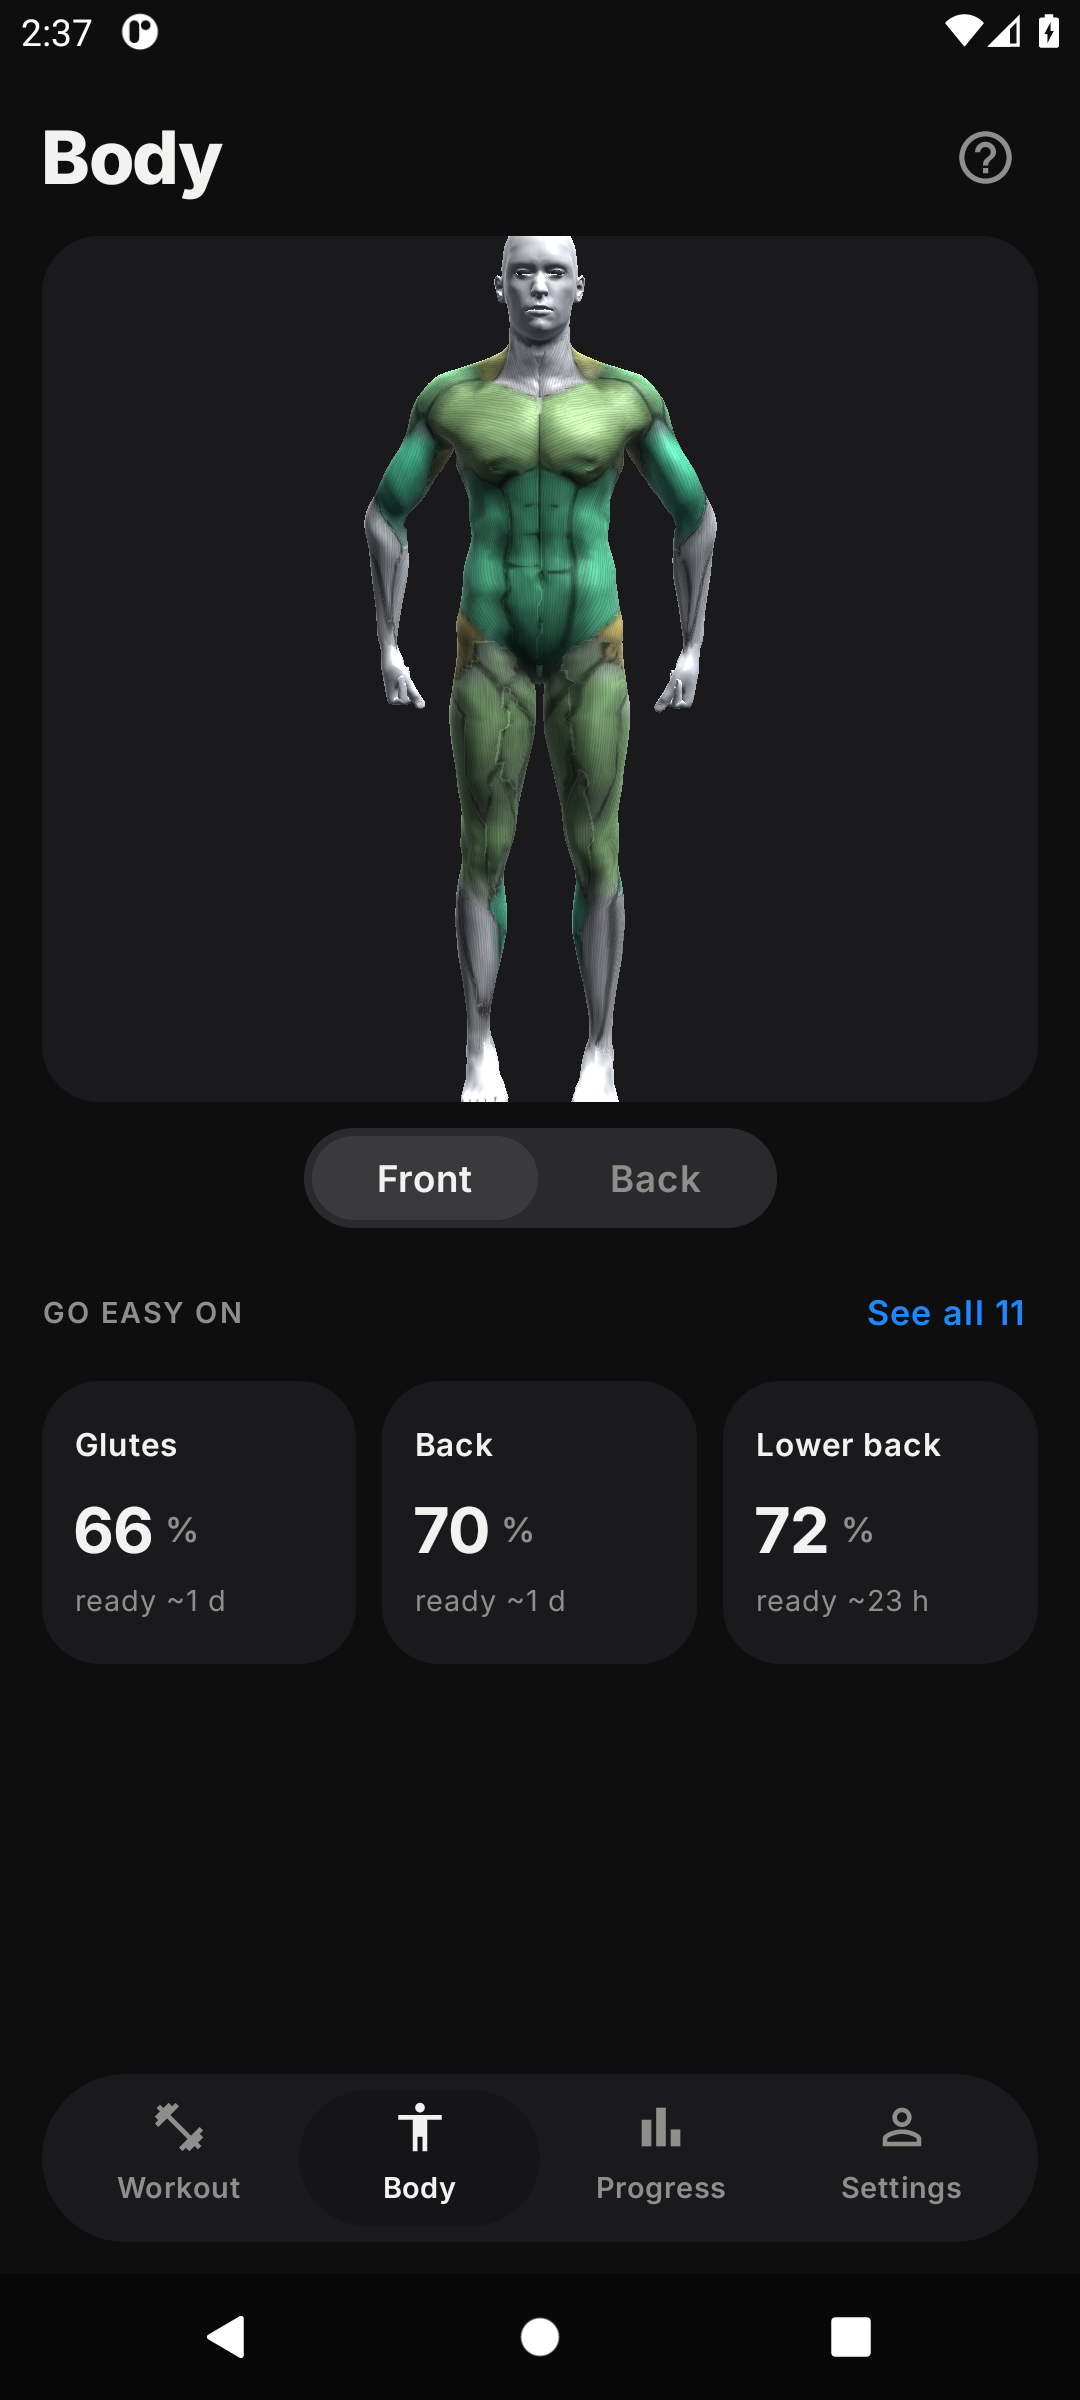 2:37
Body
Front
Back
GO EASY ON
See all 11
Glutes
66 %
ready ~1 d
Back
70 %
ready ~1 d
Lower back
72 %
ready ~23 h
Workout
Body
Progress
Settings